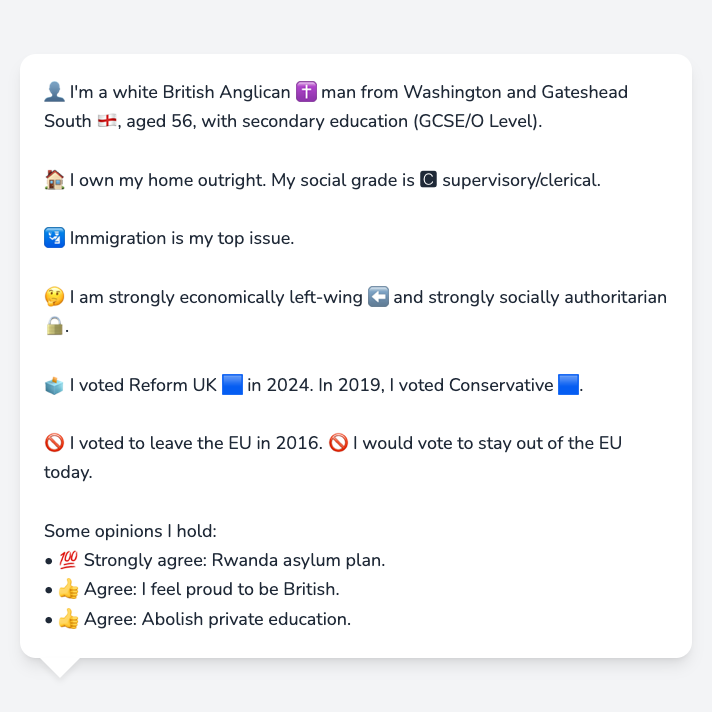 👤 I'm a white British Anglican ✝️ man from Washington and Gateshead
South 🏴󠁧󠁢󠁥󠁮󠁧󠁿, aged 56, with secondary education (GCSE/O Level).
🏠 I own my home outright. My social grade is 🅲 supervisory/clerical.
🛂 Immigration is my top issue.
🤔 I am strongly economically left-wing ⬅️ and strongly socially authoritarian
🔒.
🗳️ I voted Reform UK 🟦 in 2024. In 2019, I voted Conservative 🟦.
🚫 I voted to leave the EU in 2016. 🚫 I would vote to stay out of the EU
today.
Some opinions I hold:
• 💯 Strongly agree: Rwanda asylum plan.
• 👍 Agree: I feel proud to be British.
• 👍 Agree: Abolish private education.